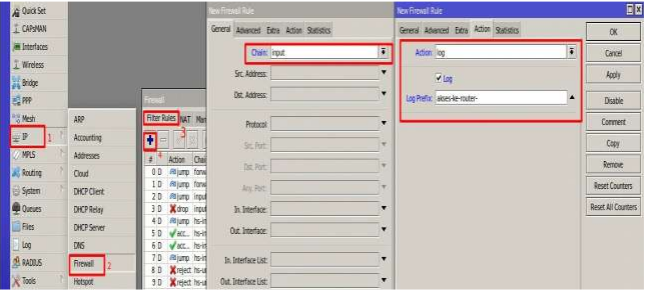 Quick Set
CAPsMAN
Interfaces
Wireless
Bridge
PPP
Mesh
IP 1
MPLS
Routing
System
Queues
Files
Log
RADIUS
Tools
ARP
Accounting
Addresses
Cloud
DHCP Client
DHCP Relay
DHCP Server
DNS
Firewall 2
Hotspot
Firewall
Filter Rules NAT
3
4
# Action Chai
0 D jump forw
1 D jump forw
2 D jump input
3 D drop input
4 D jump hs-in
5 D acc... hs-in
6 D acc... hs-in
7 D jump input
8 D reject hs-u
9 D reject hs-u
New Firewall Rule
General Advanced Extra Action Statistics
Chain: input
Src. Address:
Dst. Address:
Protocol:
Src. Port:
Dst. Port:
Any. Port:
In. Interface:
Out. Interface:
In. Interface List:
Out. Interface List:
New Firewall Rule
General Advanced Extra Action Statistics
Action: log
Log
Log Prefix: akses-ke-router-
OK
Cancel
Apply
Disable
Comment
Copy
Remove
Reset Counters
Reset All Counters